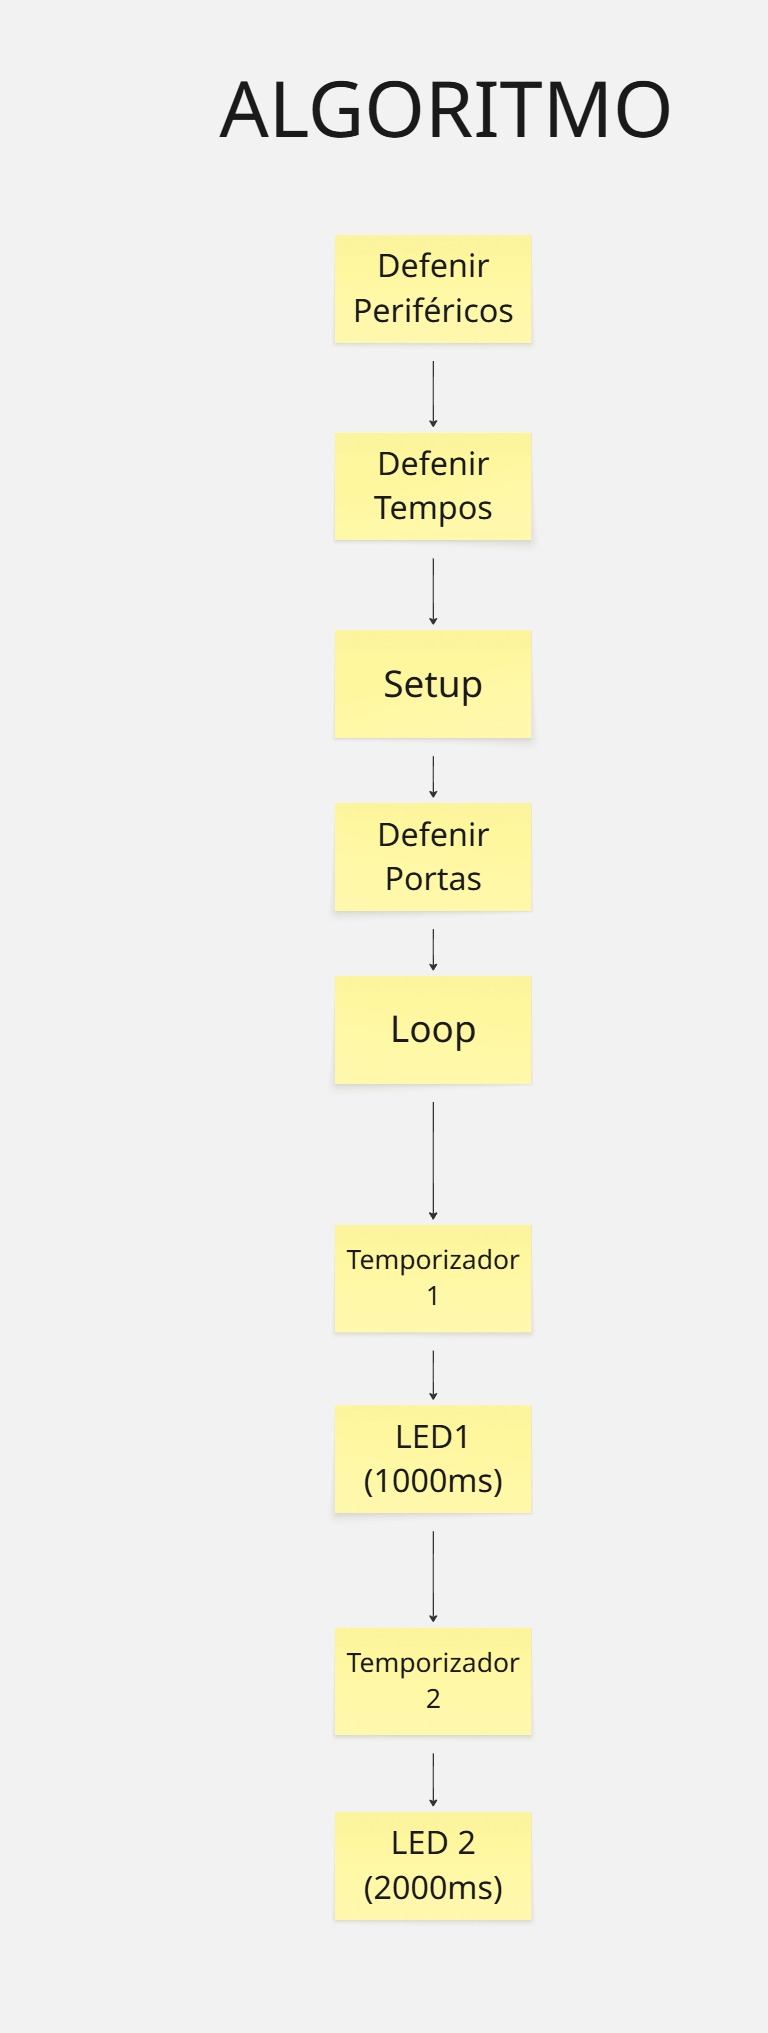 ALGORITMO
Defenir
Periféricos
Defenir
Tempos
Setup
Defenir
Portas
Loop
Temporizador
1
LED1
(1000ms)
Temporizador
2
LED 2
(2000ms)